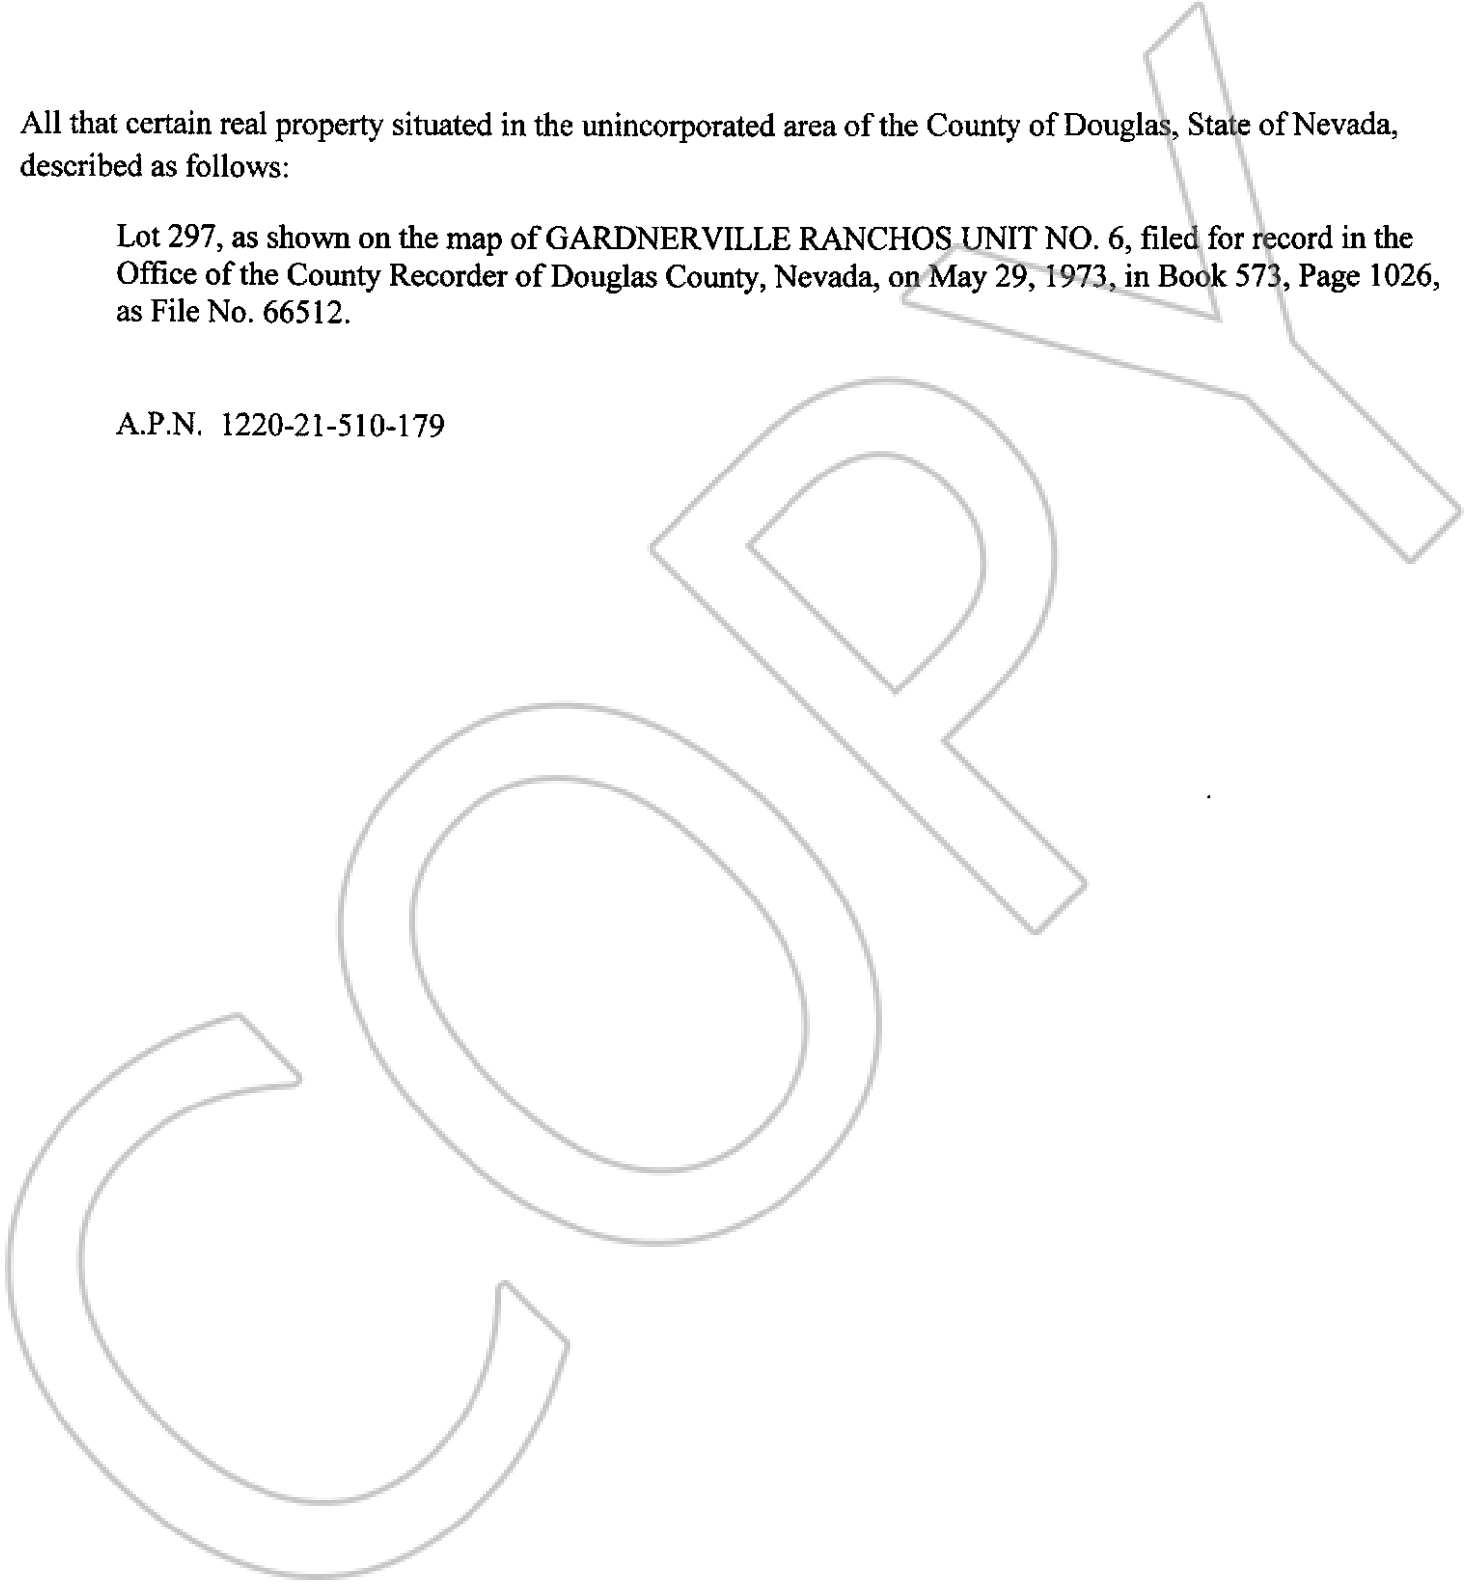 All that certain real property situated in the unincorporated area of the County of Douglas, State of Nevada,
described as follows:
Lot 297, as shown on the map of GARDNERVILLE RANCHOS UNIT NO. 6, filed for record in the
Office of the County Recorder of Douglas County, Nevada, on May 29, 1973, in Book 573, Page 1026,
as File No. 66512.
A.P.N. 1220-21-510-179
COPY